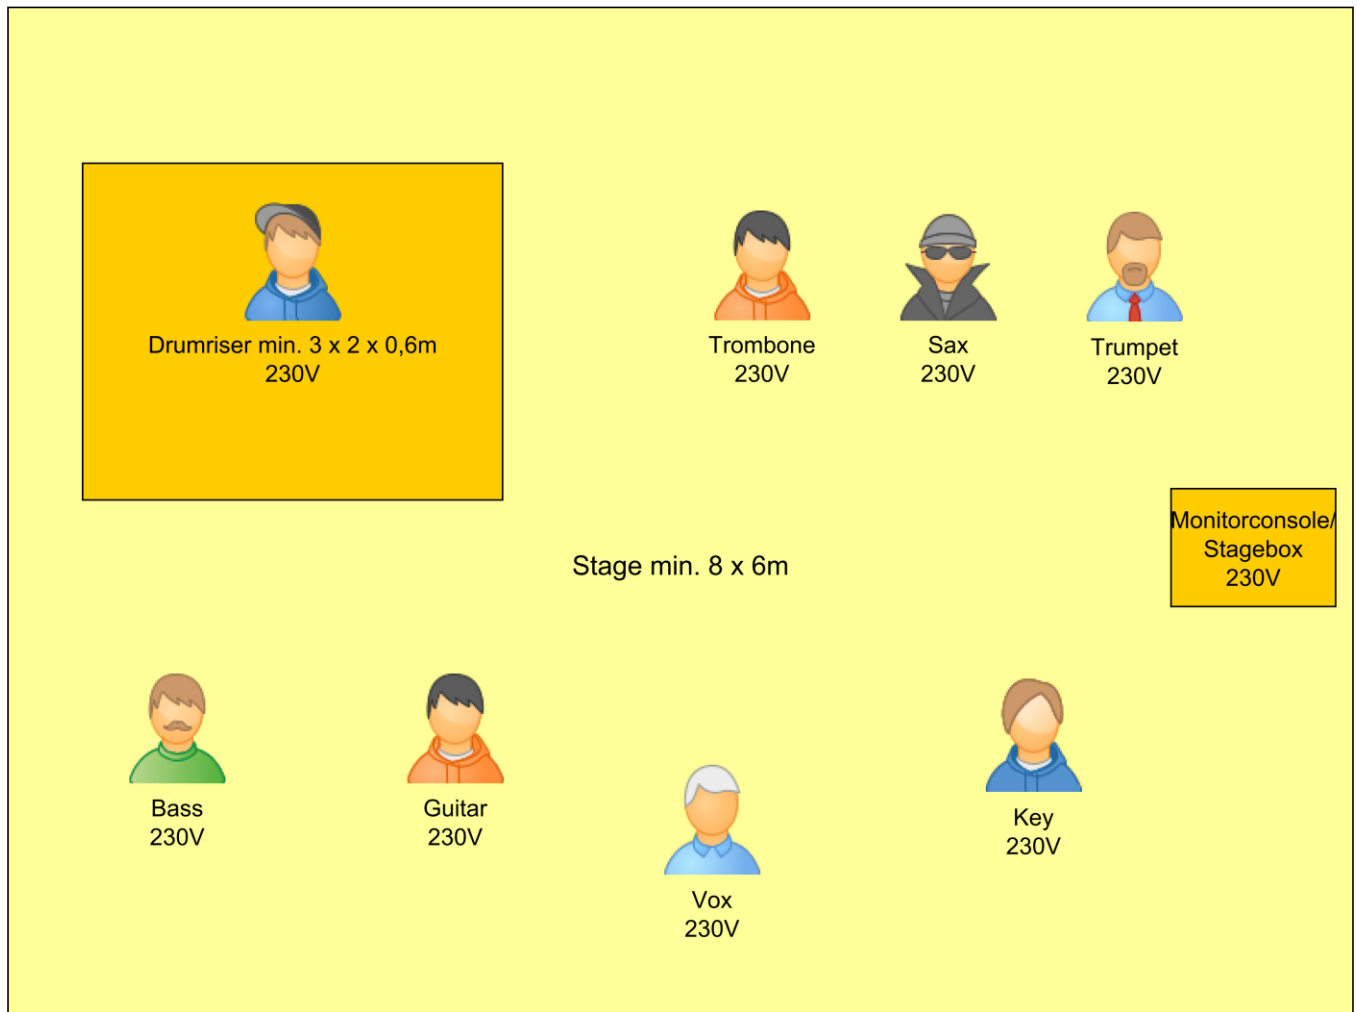 Drumriser min. 3 x 2 x 0,6m
230V
Trombone
230V
Sax
230V
Trumpet
230V
Monitorconsole/
Stagebox
230V
Stage min. 8 x 6m
Bass
230V
Guitar
230V
Vox
230V
Key
230V